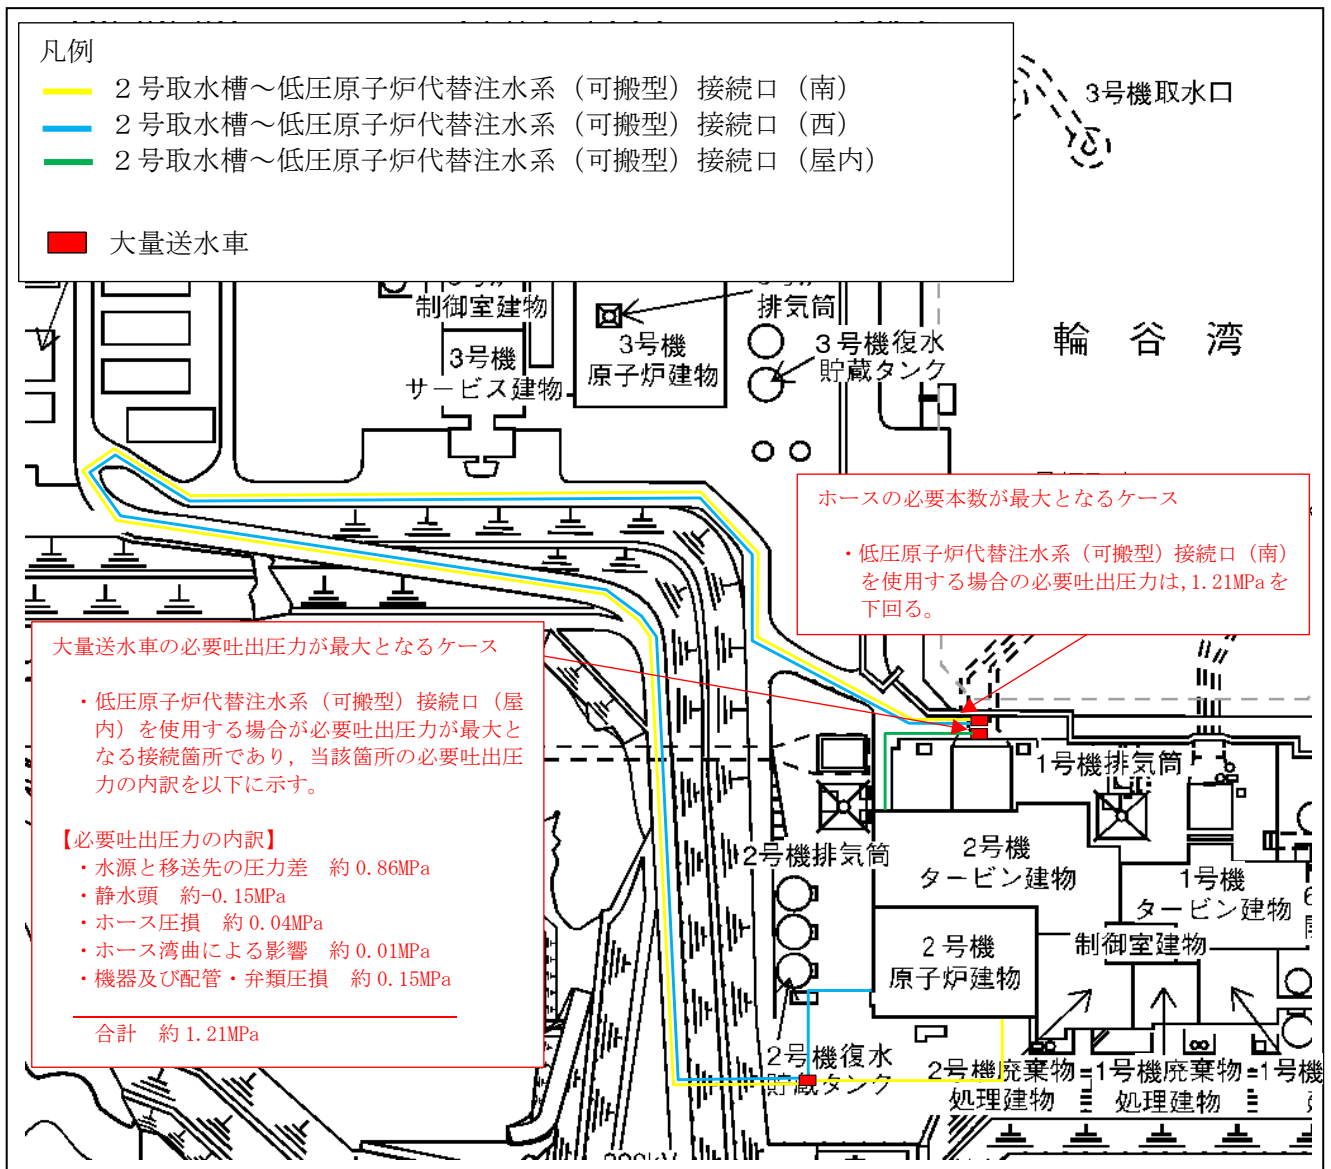 凡例
２号取水槽～低圧原子炉代替注水系（可搬型）接続口（南）
２号取水槽～低圧原子炉代替注水系（可搬型）接続口（西）
２号取水槽～低圧原子炉代替注水系（可搬型）接続口（屋内）
大量送水車
3号機取水口
制御室建物
排気筒
3号機
サービス建物
3号機
原子炉建物
3号機復水
貯蔵タンク
輪谷湾
ホースの必要本数が最大となるケース
・低圧原子炉代替注水系（可搬型）接続口（南）
を使用する場合の必要吐出圧力は,1.21MPaを
下回る。
大量送水車の必要吐出圧力が最大となるケース
・低圧原子炉代替注水系（可搬型）接続口（屋
内）を使用する場合が必要吐出圧力が最大と
なる接続箇所であり，当該箇所の必要吐出圧
力の内訳を以下に示す。
【必要吐出圧力の内訳】
・水源と移送先の圧力差　約0.86MPa
・静水頭　約-0.15MPa
・ホース圧損　約0.04MPa
・ホース湾曲による影響　約0.01MPa
・機器及び配管・弁類圧損　約0.15MPa
合計　約1.21MPa
1号機排気筒
2号機排気筒
2号機
タービン建物
1号機
タービン建物
制御室建物
2号機
原子炉建物
2号機復水
貯蔵タンク
2号機廃棄物
処理建物
1号機廃棄物
処理建物
1号機